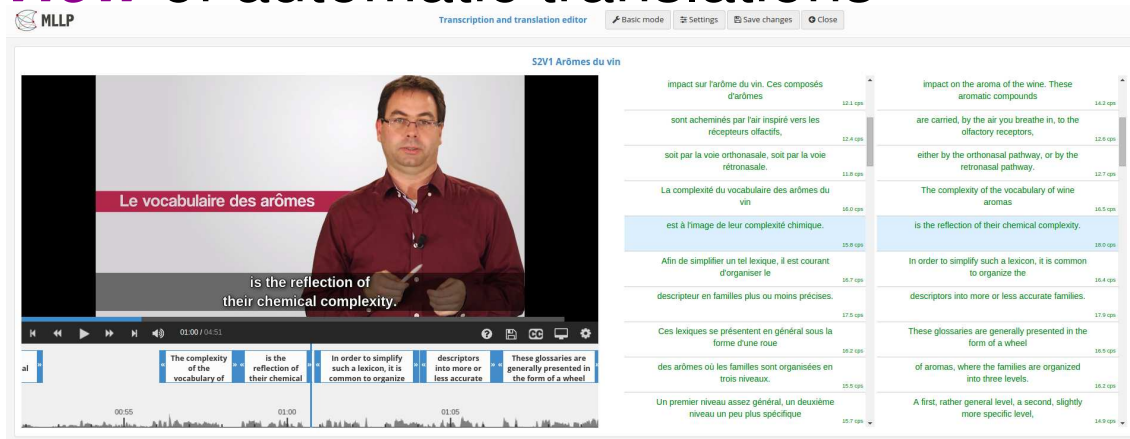 View of automatic translations
MLLP
Transcription and translation editor
Basic mode
Settings
Save changes
Close
S2V1 Arômes du vin
Le vocabulaire des arômes
is the reflection of
their chemical complexity.
01:00 / 04:51
CC
al
The complexity
of the
vocabulary of
is the
reflection of
their chemical
In order to simplify
such a lexicon, it is
common to organize
descriptors
into more or
less accurate
These glossaries are
generally presented in
the form of a wheel
00:55
01:00
01:05
impact sur l'arôme du vin. Ces composés
d'arômes
12.1 cps
sont acheminés par l'air inspiré vers les
récepteurs olfactifs,
12.4 cps
soit par la voie orthonasale, soit par la voie
rétronasale.
11.8 cps
La complexité du vocabulaire des arômes du
vin
16.0 cps
est à l'image de leur complexité chimique.
15.8 cps
Afin de simplifier un tel lexique, il est courant
d'organiser le
16.7 cps
descripteur en familles plus ou moins précises.
17.5 cps
Ces lexiques se présentent en général sous la
forme d'une roue
16.2 cps
des arômes où les familles sont organisées en
trois niveaux.
15.5 cps
Un premier niveau assez général, un deuxième
niveau un peu plus spécifique
15.7 cps
impact on the aroma of the wine. These
aromatic compounds
14.2 cps
are carried, by the air you breathe in, to the
olfactory receptors,
12.6 cps
either by the orthonasal pathway, or by the
retronasal pathway.
12.7 cps
The complexity of the vocabulary of wine
aromas
16.5 cps
is the reflection of their chemical complexity.
18.0 cps
In order to simplify such a lexicon, it is common
to organize the
16.4 cps
descriptors into more or less accurate families.
17.9 cps
These glossaries are generally presented in the
form of a wheel
16.5 cps
of aromas, where the families are organized
into three levels.
16.2 cps
A first, rather general level, a second, slightly
more specific level,
14.9 cps